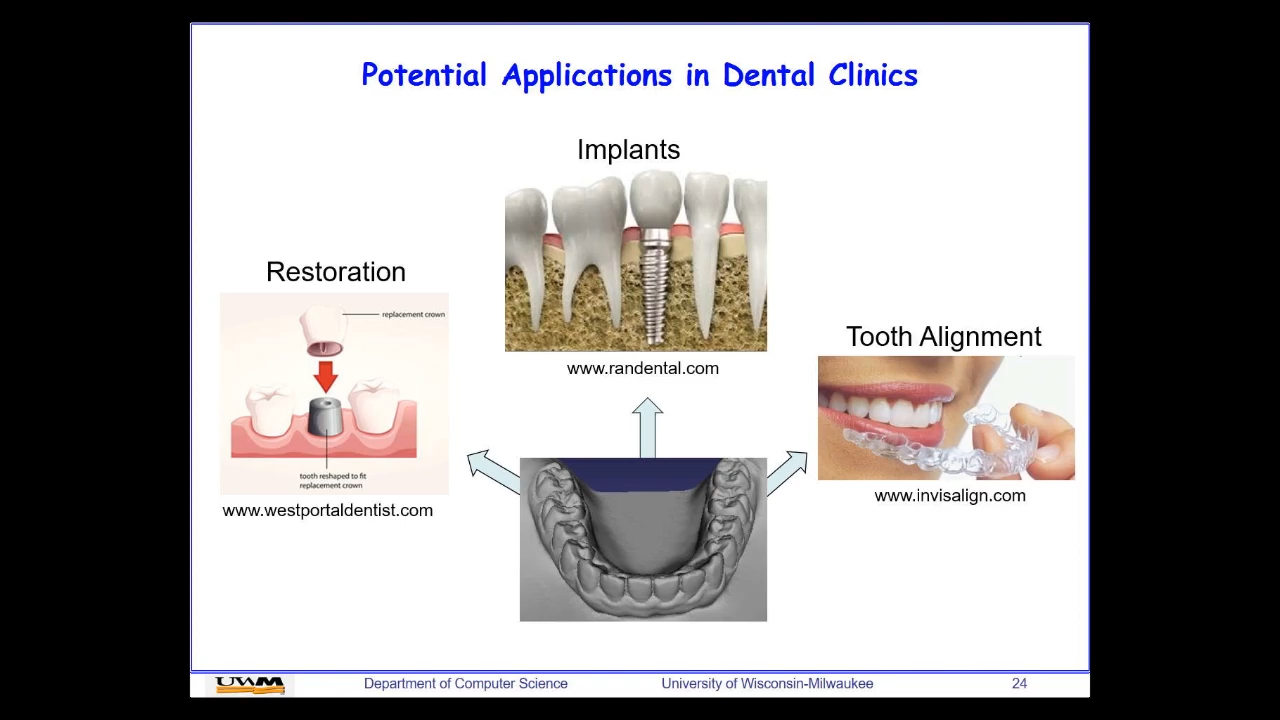 Potential Applications in Dental Clinics
Implants
www.randental.com
Restoration
replacement crown
tooth reshaped to fit
replacement crown
www.westportaldentist.com
Tooth Alignment
www.invisalign.com
UWM
Department of Computer Science
University of Wisconsin-Milwaukee
24